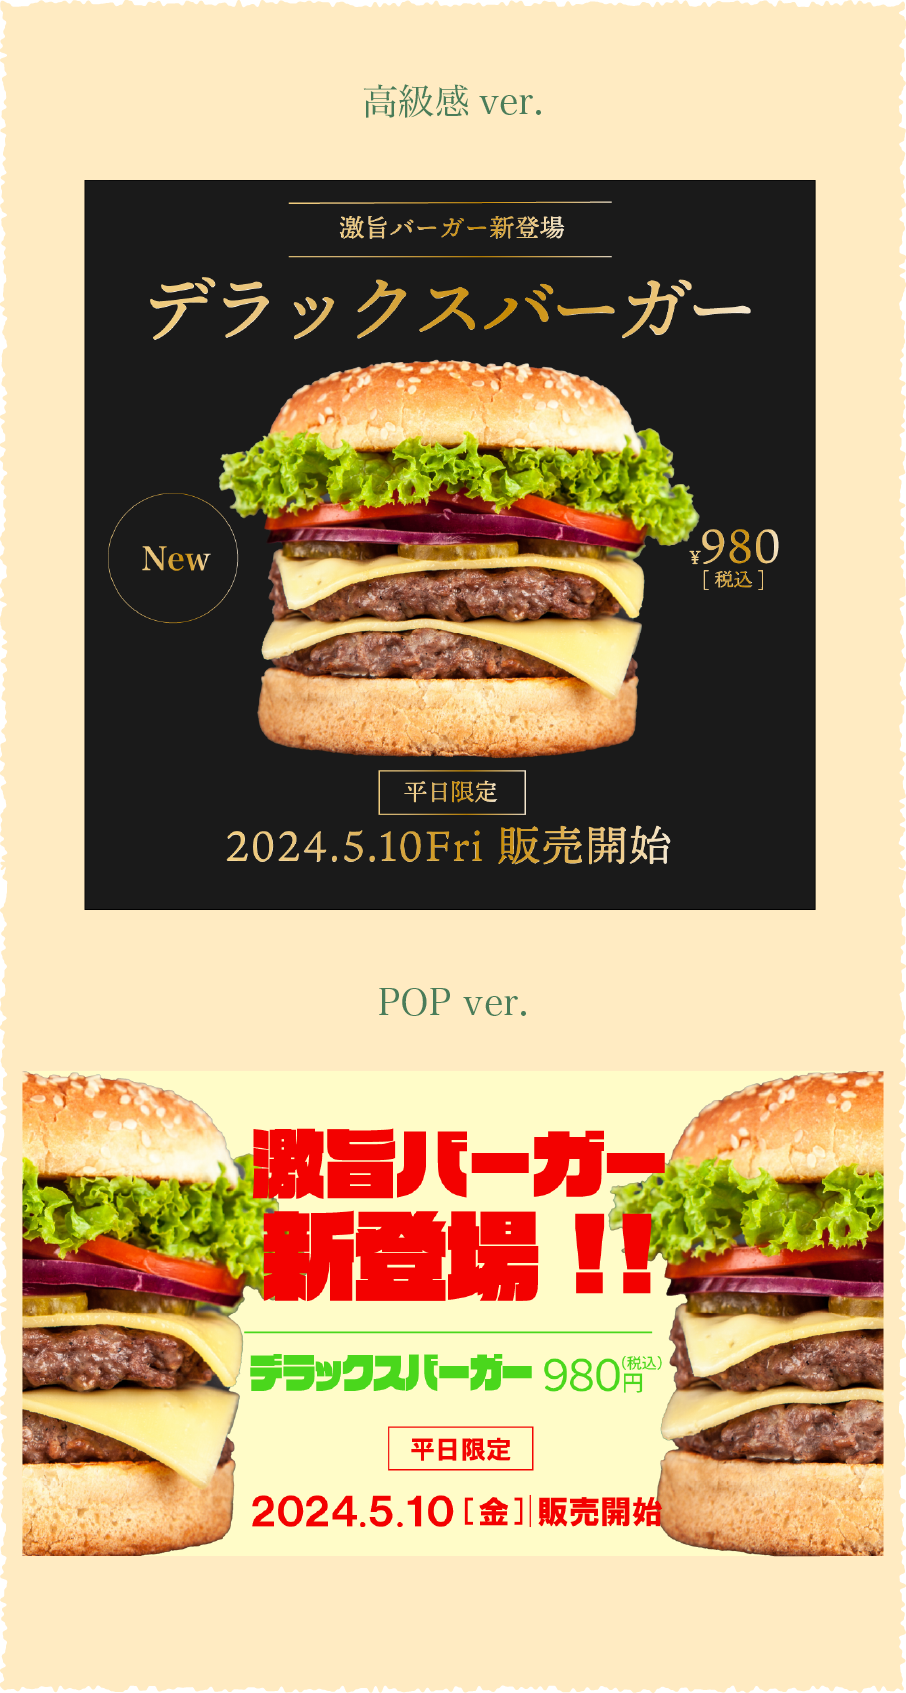 高級感 ver.
激旨バーガー新登場
デラックスバーガー
New
¥980
[ 税込 ]
平日限定
2024.5.10Fri 販売開始
POP ver.
激旨バーガー
新登場 !!
デラックスバーガー 980円(税込)
平日限定
2024.5.10［金］|販売開始